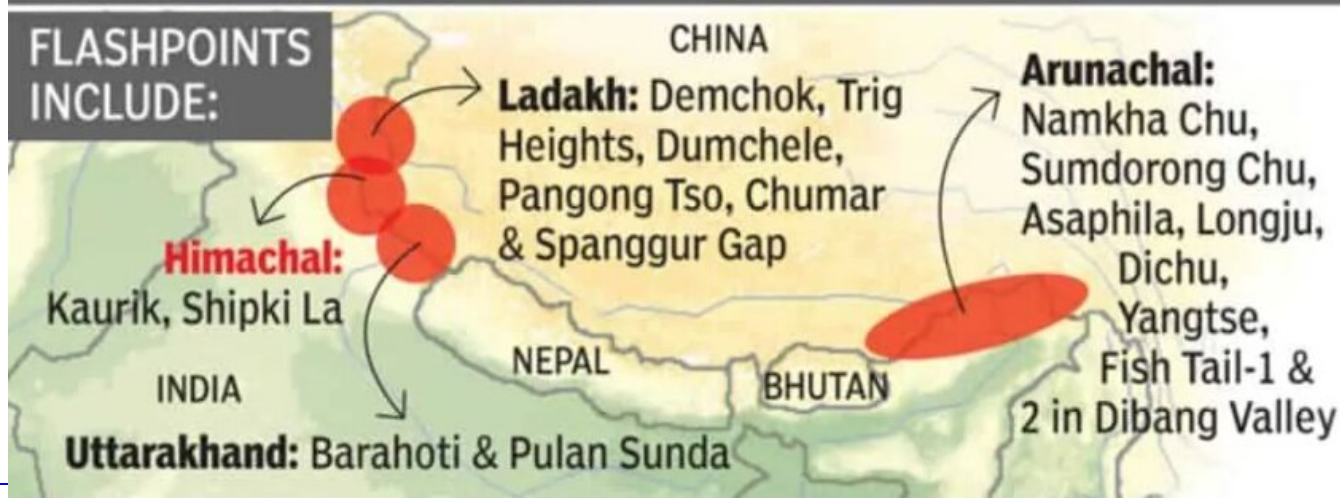 FLASHPOINTS
INCLUDE:
CHINA
Ladakh: Demchok, Trig
Heights, Dumchele,
Pangong Tso, Chumar
& Spanggur Gap
Arunachal:
Namkha Chu,
Sumdorong Chu,
Asaphila, Longju,
Dichu,
Yangtse,
Fish Tail-1 &
2 in Dibang Valley
Himachal:
Kaurik, Shipki La
NEPAL
BHUTAN
INDIA
Uttarakhand: Barahoti & Pulan Sunda